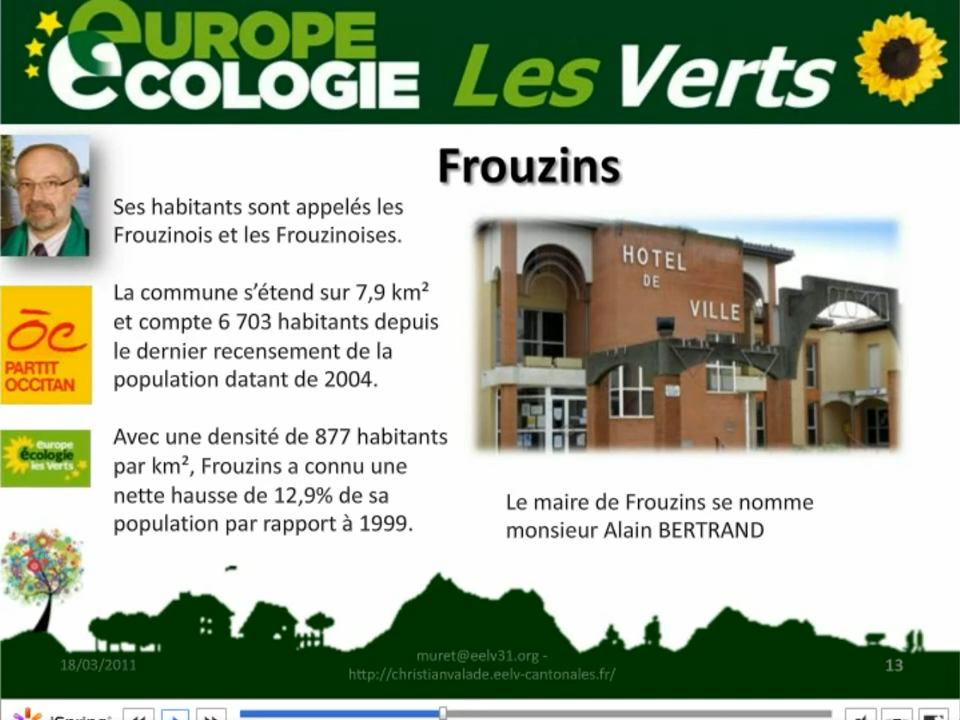 EUROPE
ECOLOGIE Les Verts
Frouzins
Ses habitants sont appelés les
Frouzinois et les Frouzinoises.
La commune s’étend sur 7,9 km²
et compte 6 703 habitants depuis
le dernier recensement de la
population datant de 2004.
Avec une densité de 877 habitants
par km², Frouzins a connu une
nette hausse de 12,9% de sa
population par rapport à 1999.
HOTEL
DE
VILLE
Le maire de Frouzins se nomme
monsieur Alain BERTRAND
ōc
PARTIT
OCCITAN
europe
écologie
les Verts
18/03/2011
muret@eelv31.org -
http://christianvalade.eelv-cantonales.fr/
13
iSpring